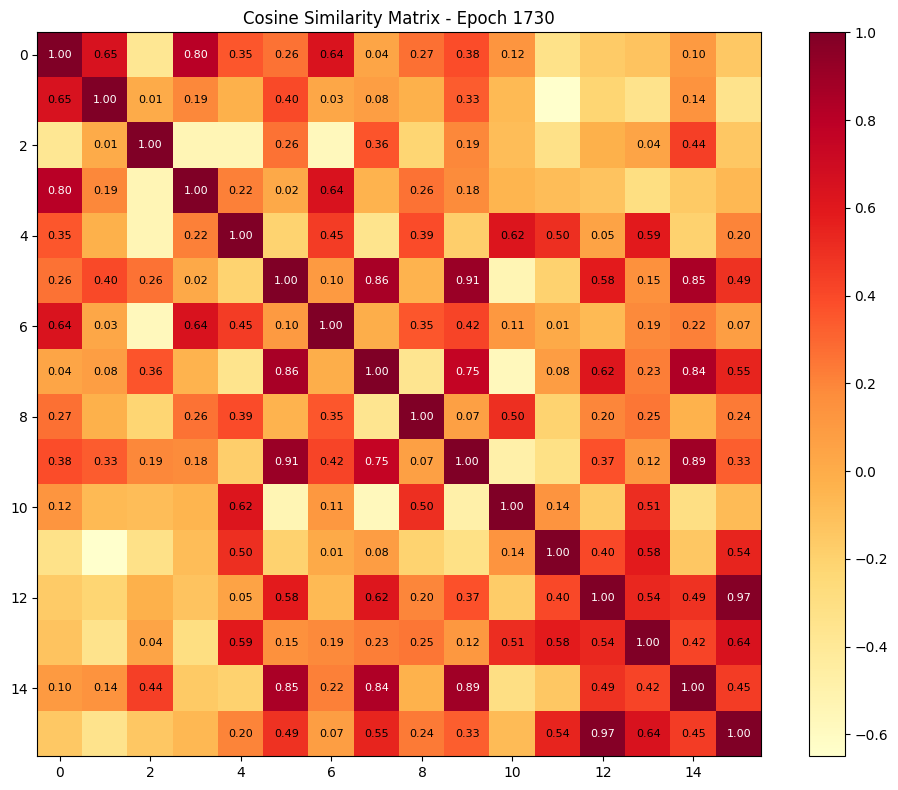 Cosine Similarity Matrix - Epoch 1730
0 1.00 0.65 0.80 0.35 0.26 0.64 0.04 0.27 0.38 0.12 0.10
0.65 1.00 0.01 0.19 0.40 0.03 0.08 0.33 0.14
2 0.01 1.00 0.26 0.36 0.19 0.04 0.44
0.80 0.19 1.00 0.22 0.02 0.64 0.26 0.18
4 0.35 0.22 1.00 0.45 0.39 0.62 0.50 0.05 0.59 0.20
0.26 0.40 0.26 0.02 1.00 0.10 0.86 0.91 0.58 0.15 0.85 0.49
6 0.64 0.03 0.64 0.45 0.10 1.00 0.35 0.42 0.11 0.01 0.19 0.22 0.07
0.04 0.08 0.36 0.86 1.00 0.75 0.08 0.62 0.23 0.84 0.55
8 0.27 0.26 0.39 0.35 1.00 0.07 0.50 0.20 0.25 0.24
0.38 0.33 0.19 0.18 0.91 0.42 0.75 0.07 1.00 0.37 0.12 0.89 0.33
10 0.12 0.62 0.11 0.50 1.00 0.14 0.51
0.50 0.01 0.08 0.14 1.00 0.40 0.58 0.54
12 0.05 0.58 0.62 0.20 0.37 0.40 1.00 0.54 0.49 0.97
0.04 0.59 0.15 0.19 0.23 0.25 0.12 0.51 0.58 0.54 1.00 0.42 0.64
14 0.10 0.14 0.44 0.85 0.22 0.84 0.89 0.49 0.42 1.00 0.45
0.20 0.49 0.07 0.55 0.24 0.33 0.54 0.97 0.64 0.45 1.00
0 2 4 6 8 10 12 14
1.0
0.8
0.6
0.4
0.2
0.0
−0.2
−0.4
−0.6